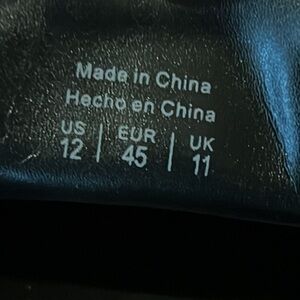 Made in China
Hecho en China
US | EUR | UK
12 | 45 | 11